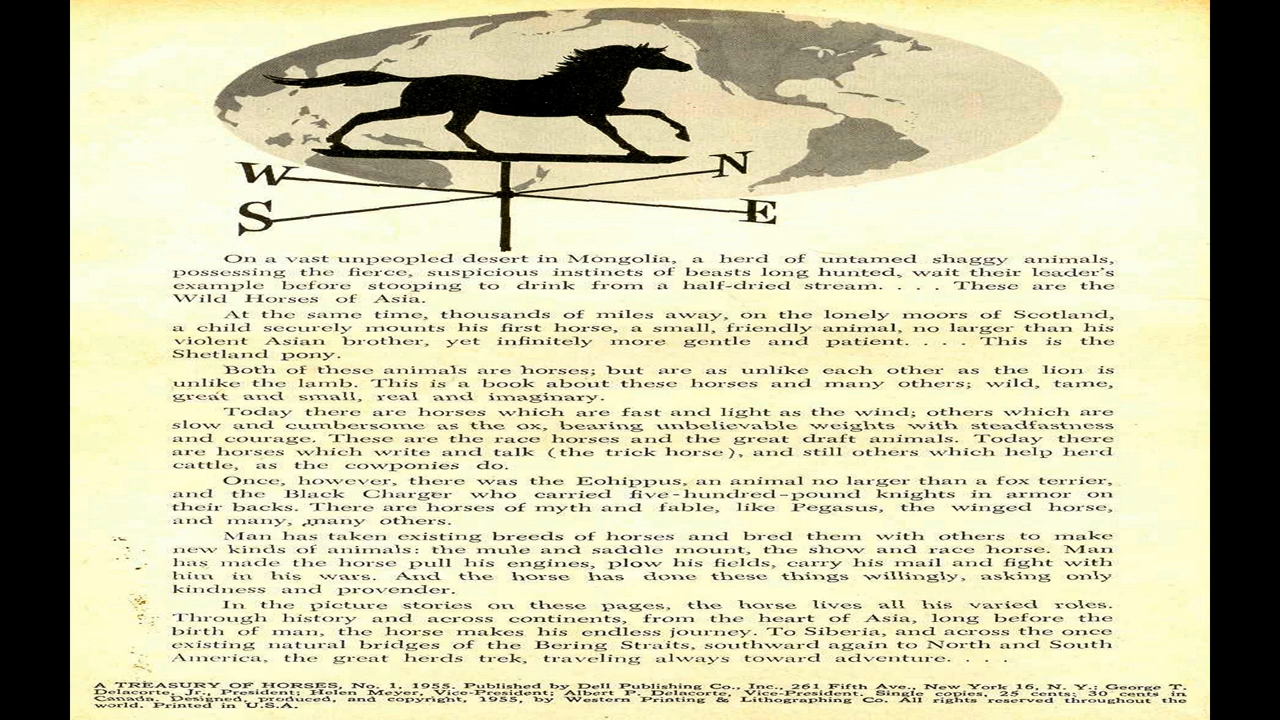 W N
S E
On a vast unpeopled desert in Mongolia, a herd of untamed shaggy animals,
possessing the fierce, suspicious instincts of beasts long hunted, wait their leader's
example before stooping to drink from a half-dried stream. . . . These are the
Wild Horses of Asia.
At the same time, thousands of miles away, on the lonely moors of Scotland,
a child securely mounts his first horse, a small, friendly animal, no larger than his
violent Asian brother, yet infinitely more gentle and patient. . . . This is the
Shetland pony.
Both of these animals are horses; but are as unlike each other as the lion is
unlike the lamb. This is a book about these horses and many others; wild, tame,
great and small, real and imaginary.
Today there are horses which are fast and light as the wind; others which are
slow and cumbersome as the ox, bearing unbelievable weights with steadfastness
and courage. These are the race horses and the great draft animals. Today there
are horses which write and talk (the trick horse), and still others which help herd
cattle, as the cowponies do.
Once, however, there was the Eohippus, an animal no larger than a fox terrier,
and the Black Charger who carried five-hundred-pound knights in armor on
their backs. There are horses of myth and fable, like Pegasus, the winged horse,
and many, many others.
Man has taken existing breeds of horses and bred them with others to make
new kinds of animals: the mule and saddle mount, the show and race horse. Man
has made the horse pull his engines, plow his fields, carry his mail and fight with
him in his wars. And the horse has done these things willingly, asking only
kindness and provender.
In the picture stories on these pages, the horse lives all his varied roles.
Through history and across continents, from the heart of Asia, long before the
birth of man, the horse makes his endless journey. To Siberia, and across the once
existing natural bridges of the Bering Straits, southward again to North and South
America, the great herds trek, traveling always toward adventure. . . .
A TREASURY OF HORSES, No. 1, 1955. Published by Dell Publishing Co., Inc., 261 Fifth Ave., New York 16, N. Y.; George T.
Delacorte, Jr., President; Helen Meyer, Vice-President; Albert P. Delacorte, Vice-President. Single copies, 25 cents; 30 cents in
Canada. Designed, produced, and copyright, 1955, by Western Printing & Lithographing Co. All rights reserved throughout the
world. Printed in U.S.A.